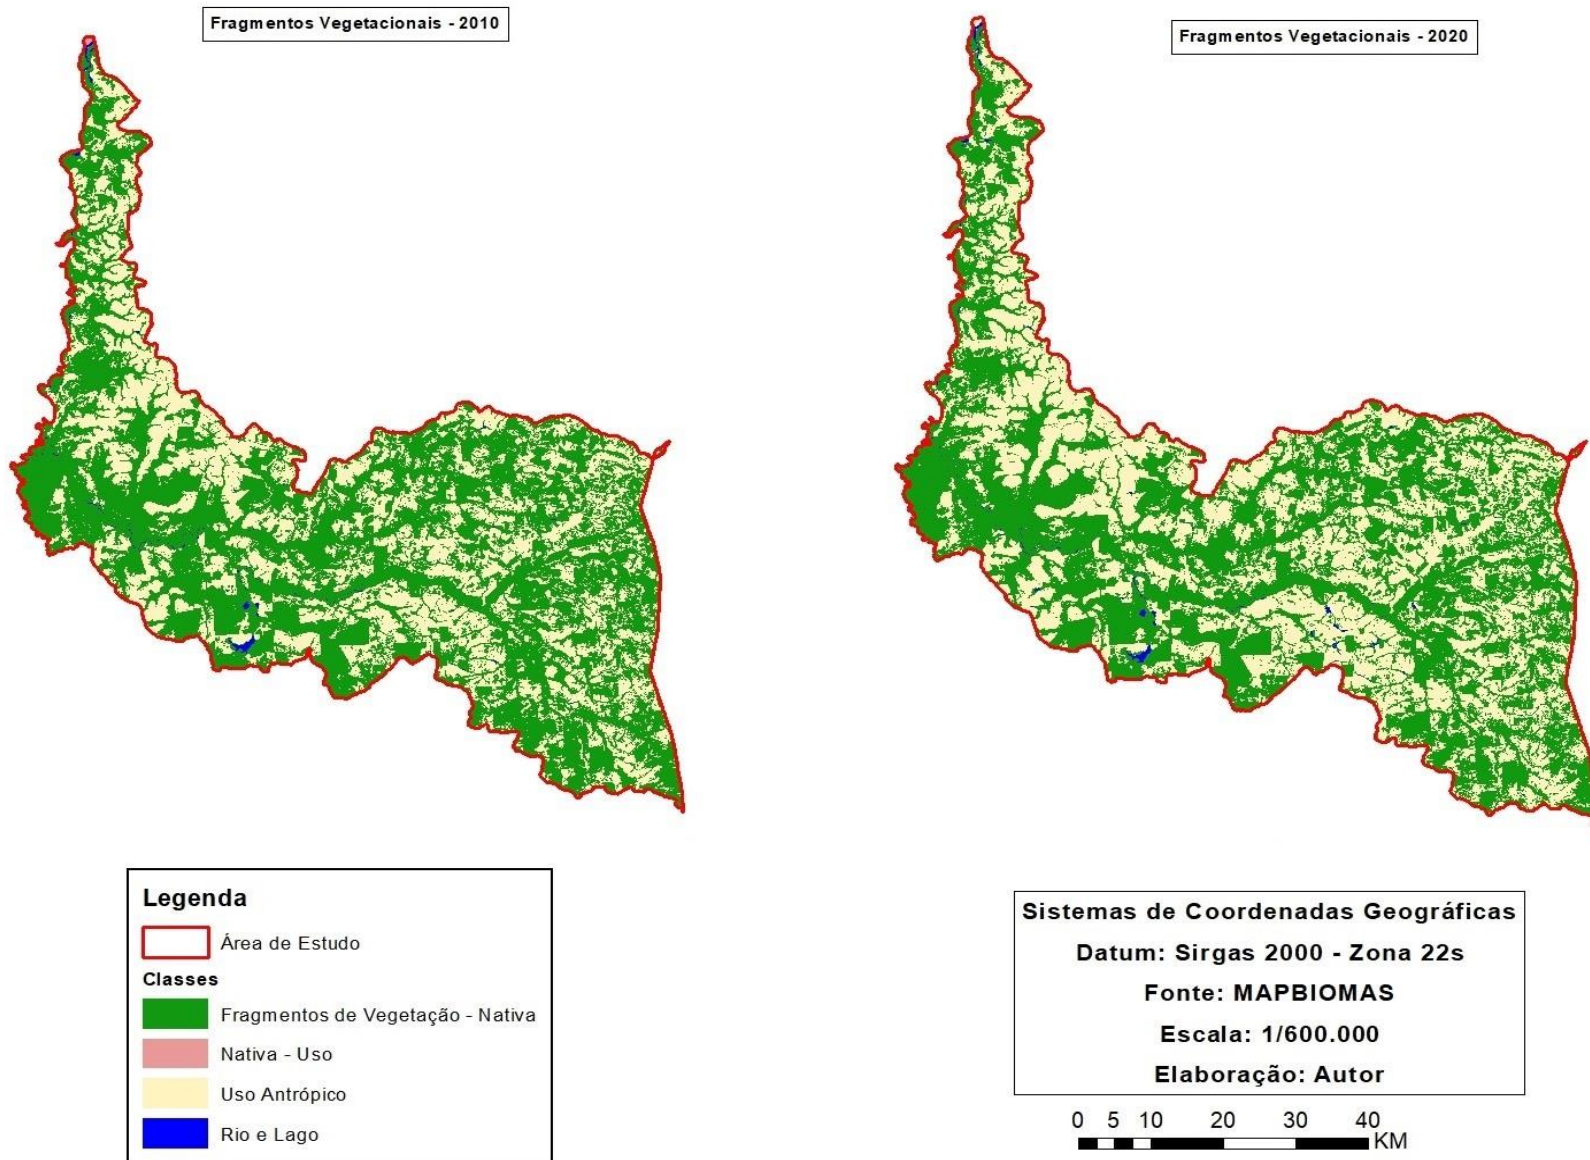 Fragmentos Vegetacionais - 2010
Fragmentos Vegetacionais - 2020
Legenda
Área de Estudo
Classes
Fragmentos de Vegetação - Nativa
Nativa - Uso
Uso Antrópico
Rio e Lago
Sistemas de Coordenadas Geográficas
Datum: Sirgas 2000 - Zona 22s
Fonte: MAPBIOMAS
Escala: 1/600.000
Elaboração: Autor
0 5 10 20 30 40
KM